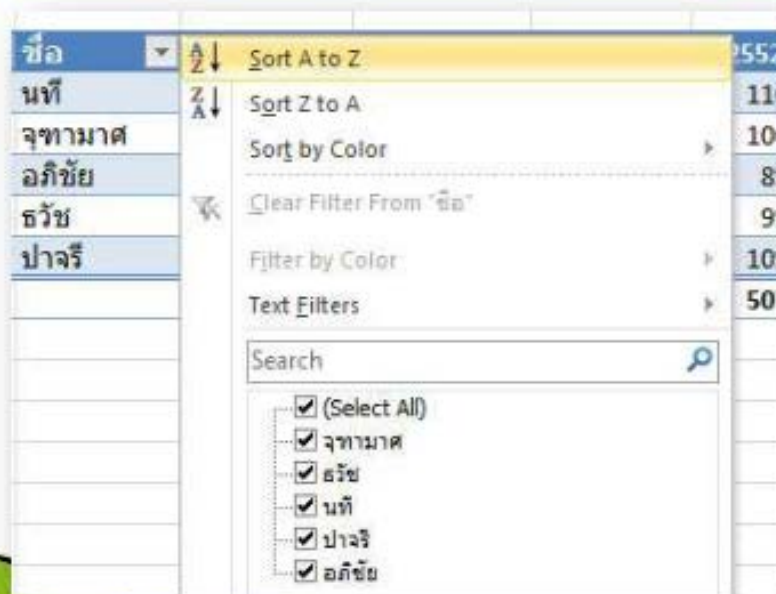 ชื่อ
นที
จุฑามาศ
อภิชัย
ธวัช
ปาจรี
Sort A to Z
Sort Z to A
Sort by Color
Clear Filter From "ชื่อ"
Filter by Color
Text Filters
Search
(Select All)
จุฑามาศ
ธวัช
นที
ปาจรี
อภิชัย